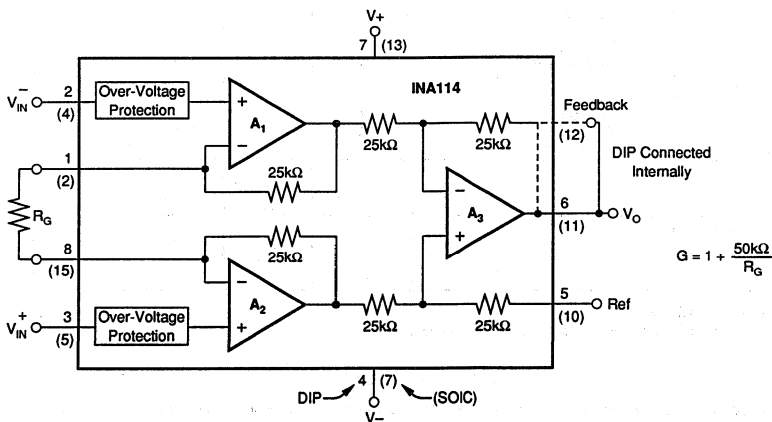 V+
7 (13)
INA114
V−IN
2
(4)
Over-Voltage
Protection
+
A1
−
25kΩ
25kΩ
25kΩ
Feedback
(12)
DIP Connected
Internally
1
(2)
RG
8
(15)
25kΩ
−
A2
+
25kΩ
25kΩ
−
A3
+
6
(11)
VO
G = 1 + 50kΩ
RG
5
(10)
Ref
V+IN
3
(5)
Over-Voltage
Protection
DIP
4 (7)
(SOIC)
V−